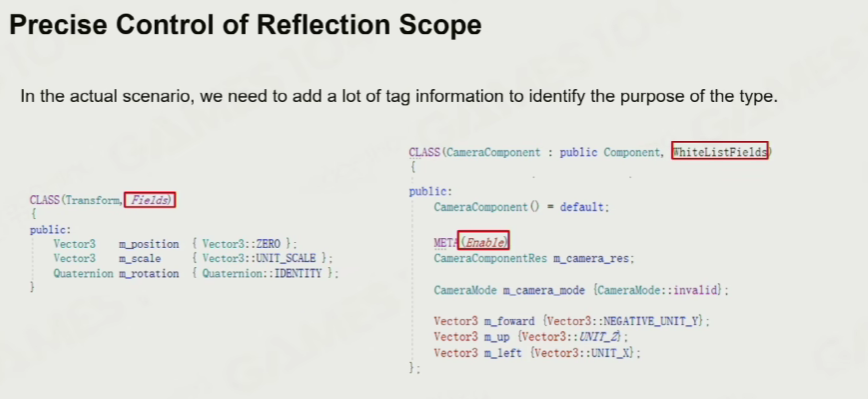 Precise Control of Reflection Scope
In the actual scenario, we need to add a lot of tag information to identify the purpose of the type.
CLASS(Transform, Fields)
{
public:
Vector3 m_position { Vector3::ZERO };
Vector3 m_scale { Vector3::UNIT_SCALE };
Quaternion m_rotation { Quaternion::IDENTITY };
}
CLASS(CameraComponent : public Component, WhiteListFields)
{
public:
CameraComponent() = default;
META(Enable)
CameraComponentRes m_camera_res;
CameraMode m_camera_mode {CameraMode::invalid};
Vector3 m_foward {Vector3::NEGATIVE_UNIT_Y};
Vector3 m_up {Vector3::UNIT_Z};
Vector3 m_left {Vector3::UNIT_X};
};